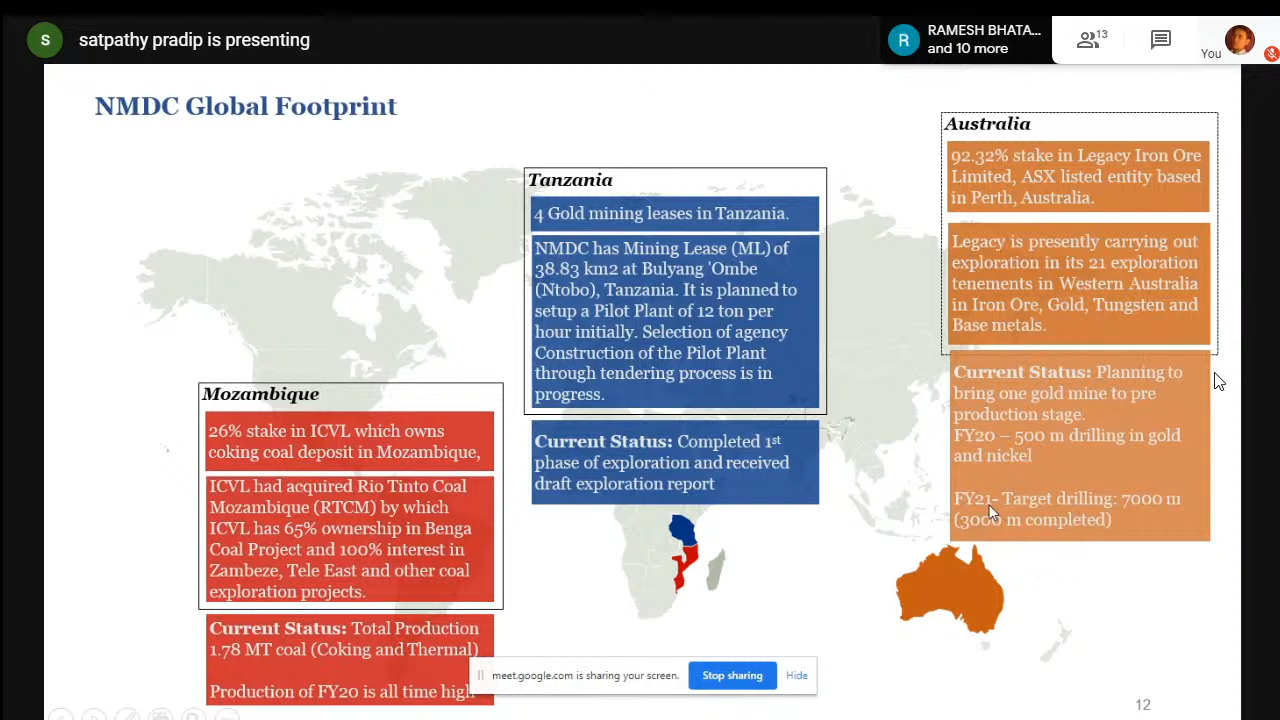 S
satpathy pradip is presenting
R
RAMESH BHATA...
and 10 more
13
You
NMDC Global Footprint
Mozambique
26% stake in ICVL which owns
coking coal deposit in Mozambique,
ICVL had acquired Rio Tinto Coal
Mozambique (RTCM) by which
ICVL has 65% ownership in Benga
Coal Project and 100% interest in
Zambeze, Tele East and other coal
exploration projects.
Current Status: Total Production
1.78 MT coal (Coking and Thermal)
Production of FY20 is all time high
Tanzania
4 Gold mining leases in Tanzania.
NMDC has Mining Lease (ML) of
38.83 km2 at Bulyang 'Ombe
(Ntobo), Tanzania. It is planned to
setup a Pilot Plant of 12 ton per
hour initially. Selection of agency
Construction of the Pilot Plant
through tendering process is in
progress.
Current Status: Completed 1st
phase of exploration and received
draft exploration report
Australia
92.32% stake in Legacy Iron Ore
Limited, ASX listed entity based
in Perth, Australia.
Legacy is presently carrying out
exploration in its 21 exploration
tenements in Western Australia
in Iron Ore, Gold, Tungsten and
Base metals.
Current Status: Planning to
bring one gold mine to pre
production stage.
FY20 – 500 m drilling in gold
and nickel
FY21- Target drilling: 7000 m
(3000 m completed)
meet.google.com is sharing your screen.
Stop sharing
Hide
12